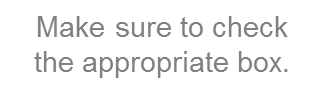 Make sure to check
the appropriate box.